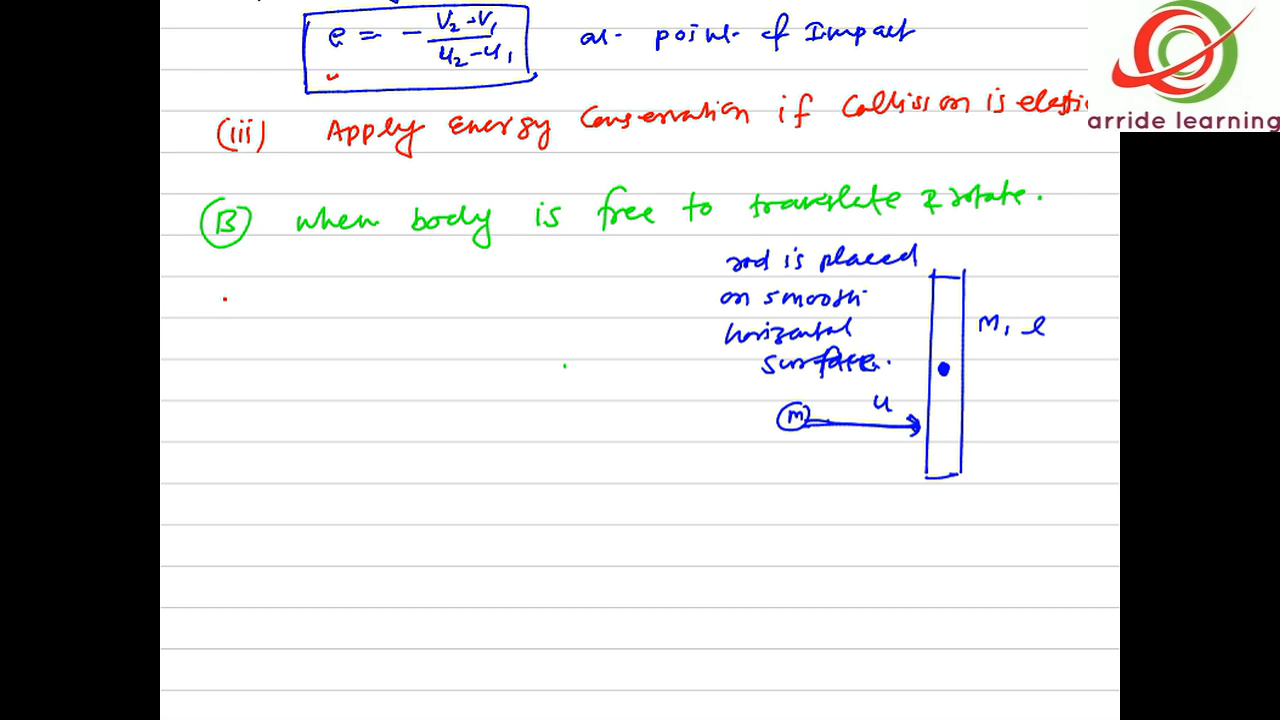 e = - V₂-V₁ / u₂-u₁ at point of Impact
arride learning
(iii) Apply Energy Conservation if Collision is elasti
(B) when body is free to translate & rotate.
rod is placed
on smooth
horizontal
surface.
M, l
u
m